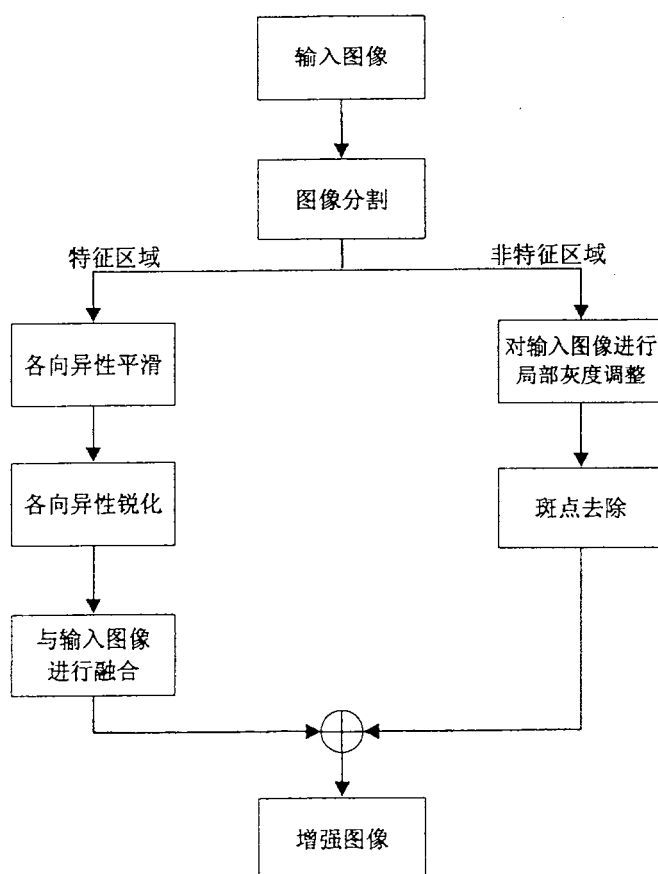 输入图像
图像分割
特征区域
非特征区域
各向异性平滑
对输入图像进行
局部灰度调整
各向异性锐化
斑点去除
与输入图像
进行融合
增强图像